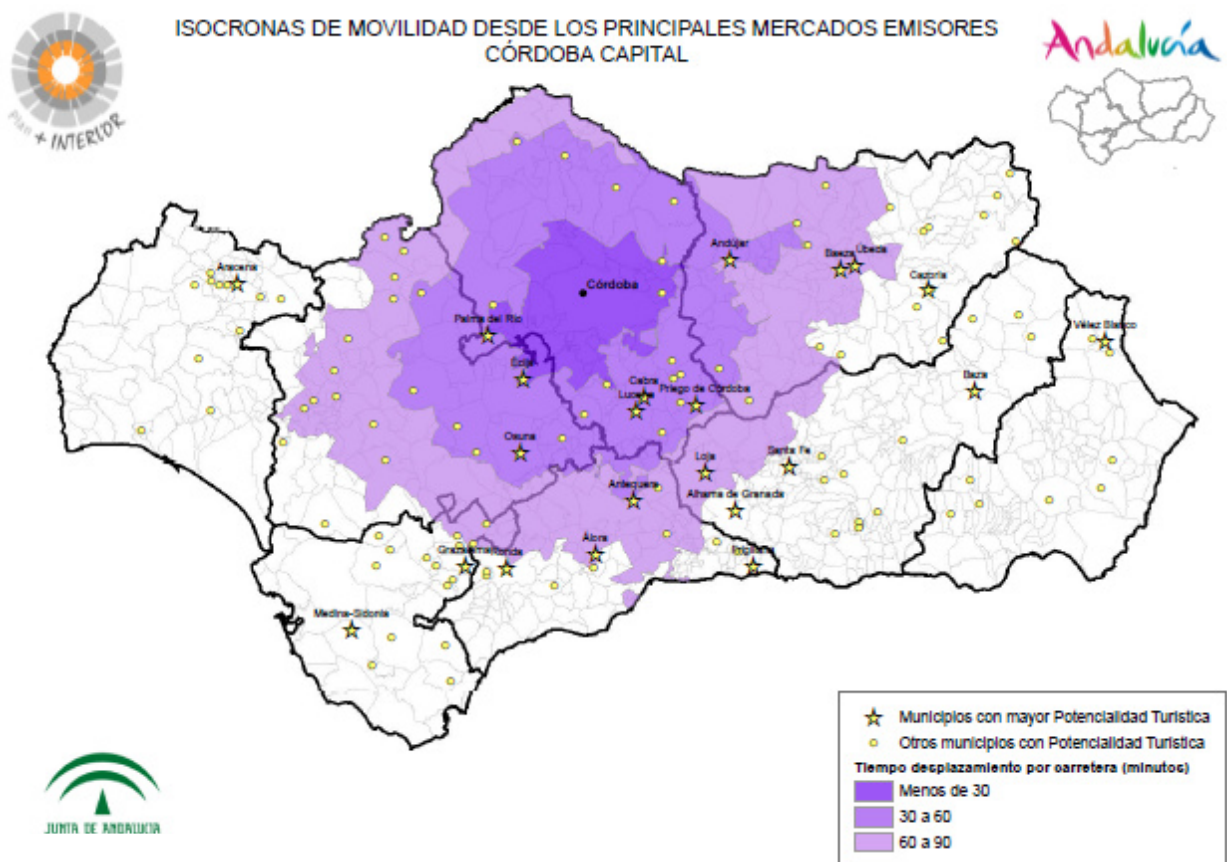 ISOCRONAS DE MOVILIDAD DESDE LOS PRINCIPALES MERCADOS EMISORES
CÓRDOBA CAPITAL
Plan + INTERIOR
Andalucía
Aracena
Andújar
Baeza
Úbeda
Cazorla
Córdoba
Palma del Río
Vélez Blanco
Écija
Cabra
Priego de Córdoba
Lucena
Baza
Osuna
Loja
Santa Fe
Antequera
Alhama de Granada
Álora
Grazalema
Ronda
Frigiliana
Medina-Sidonia
Municipios con mayor Potencialidad Turística
Otros municipios con Potencialidad Turística
Tiempo desplazamiento por carretera (minutos)
Menos de 30
30 a 60
60 a 90
JUNTA DE ANDALUCIA